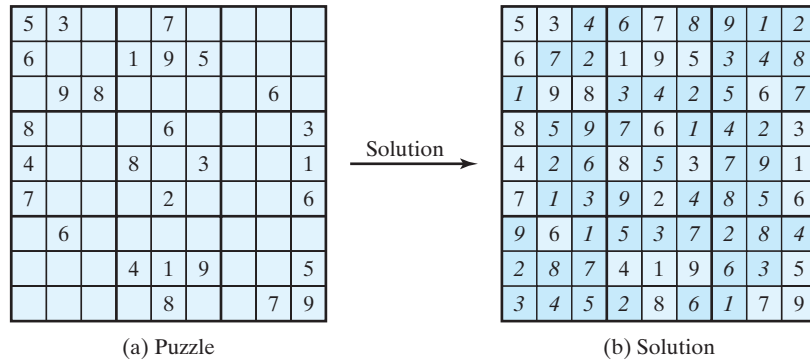 5 3 7
6 1 9 5
9 8 6
8 6 3
4 8 3 1
7 2 6
6
4 1 9 5
8 7 9
(a) Puzzle
Solution
5 3 4 6 7 8 9 1 2
6 7 2 1 9 5 3 4 8
1 9 8 3 4 2 5 6 7
8 5 9 7 6 1 4 2 3
4 2 6 8 5 3 7 9 1
7 1 3 9 2 4 8 5 6
9 6 1 5 3 7 2 8 4
2 8 7 4 1 9 6 3 5
3 4 5 2 8 6 1 7 9
(b) Solution